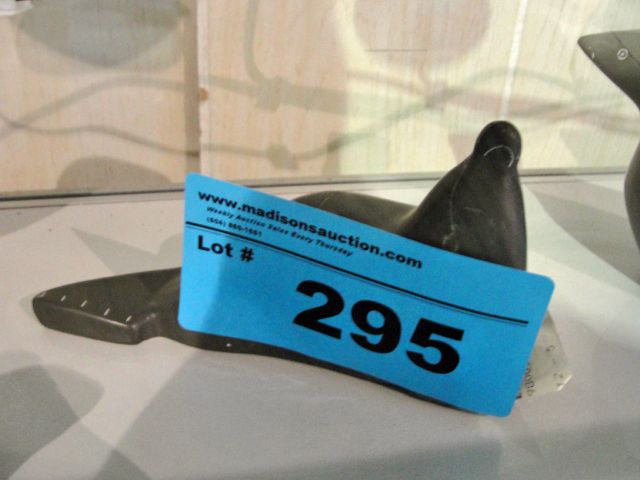 www.madisonsauction.com
Weekly Auction Sales Every Thursday
Lot #
295